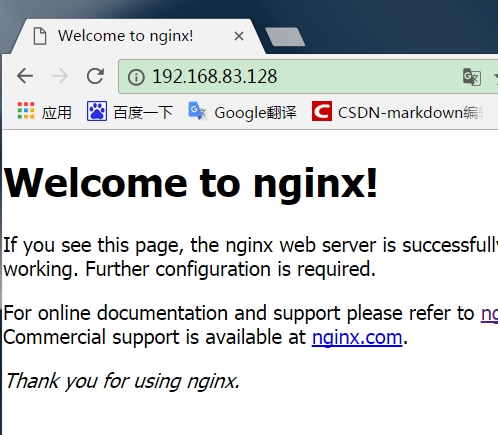 Welcome to nginx!
192.168.83.128
应用 百度一下 Google翻译 CSDN-markdown编
Welcome to nginx!
If you see this page, the nginx web server is successfully
working. Further configuration is required.
For online documentation and support please refer to
Commercial support is available at nginx.com.
Thank you for using nginx.